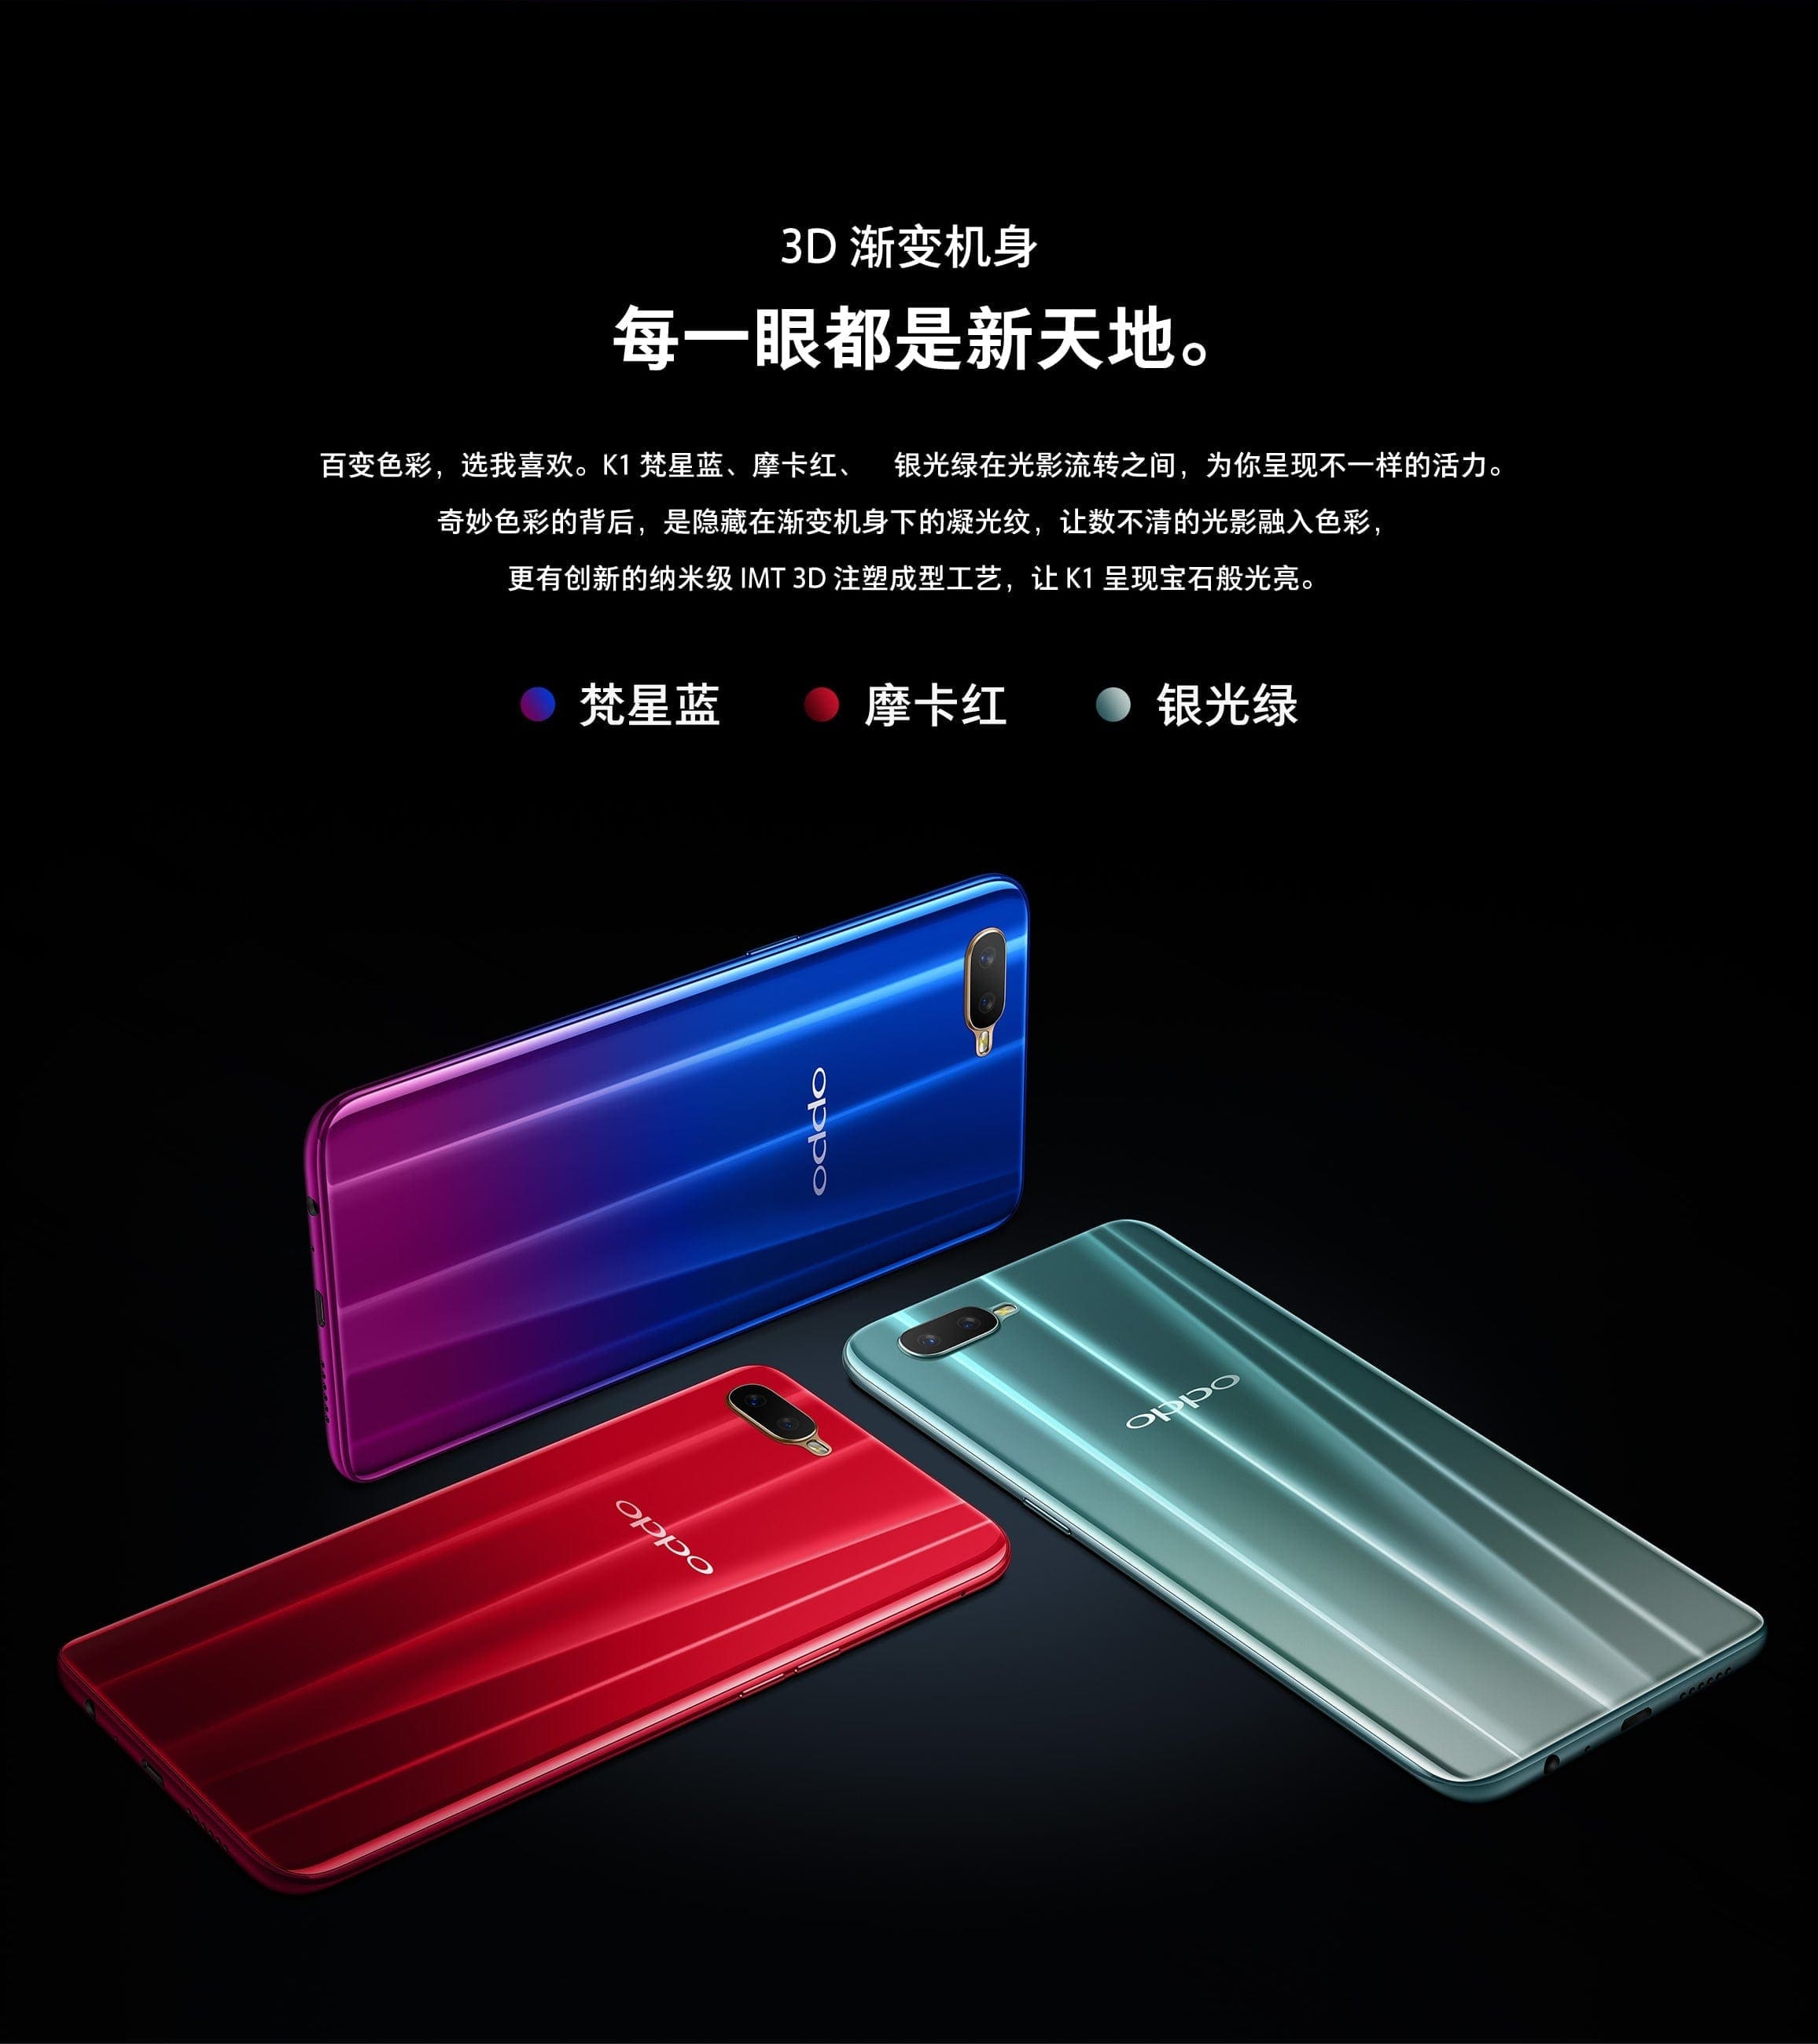 3D 渐变机身
每一眼都是新天地。
百变色彩，选我喜欢。K1 梵星蓝、摩卡红、 银光绿在光影流转之间，为你呈现不一样的活力。
奇妙色彩的背后，是隐藏在渐变机身下的凝光纹，让数不清的光影融入色彩，
更有创新的纳米级 IMT 3D 注塑成型工艺，让 K1 呈现宝石般光亮。
梵星蓝 摩卡红 银光绿
oppo
oppo
oppo